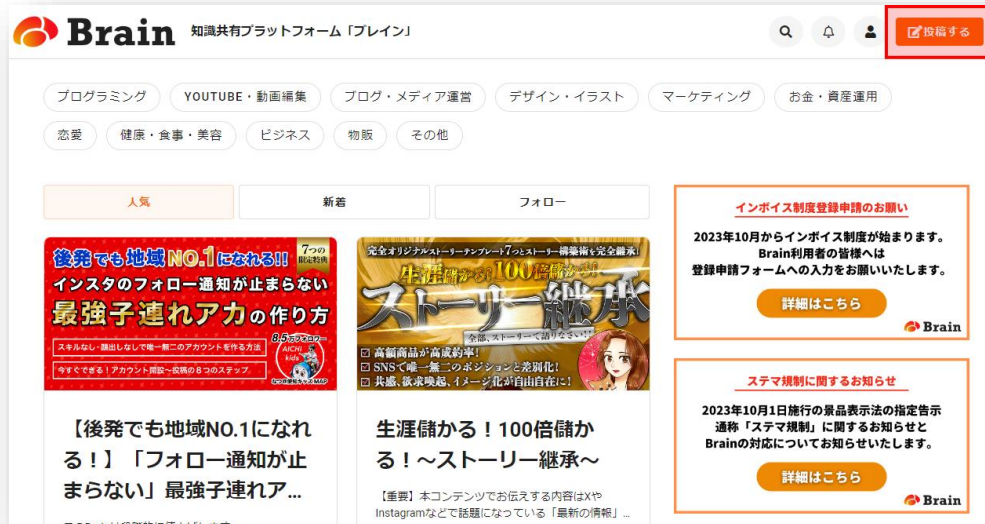 Brain 知識共有プラットフォーム「ブレイン」
投稿する
プログラミング YOUTUBE・動画編集 ブログ・メディア運営 デザイン・イラスト マーケティング お金・資産運用
恋愛 健康・食事・美容 ビジネス 物販 その他
人気 新着 フォロー
後発でも地域NO.1になれる!!
7つの限定特典
インスタのフォロー通知が止まらない
最強子連れアカの作り方
スキルなし・顔出しなしで唯一無二のアカウントを作る方法
今すぐできる!アカウント開設〜投稿の8つのステップ
8.5万フォロワー
AICHI
kids
【後発でも地域NO.1になれ
る!】「フォロー通知が止
まらない」最強子連れア...
完全オリジナルストーリーテンプレート7つとストーリー構築術を完全継承!
生涯儲かる!100倍儲かる!
ストーリー継承
全部、ストーリーで語りなさい!!
高額商品が高成約率!
SNSで唯一無二のポジションと差別化!
共感、欲求喚起、イメージ化が自由自在に!
生涯儲かる!100倍儲か
る!〜ストーリー継承〜
【重要】本コンテンツでお伝えする内容はXや
Instagramなどで話題になっている「最新の情報」...
インボイス制度登録申請のお願い
2023年10月からインボイス制度が始まります。
Brain利用者の皆様へは
登録申請フォームへの入力をお願いいたします。
詳細はこちら
Brain
ステマ規制に関するお知らせ
2023年10月1日施行の景品表示法の指定告示
通称「ステマ規制」に関するお知らせと
Brainの対応についてお知らせいたします。
詳細はこちら
Brain